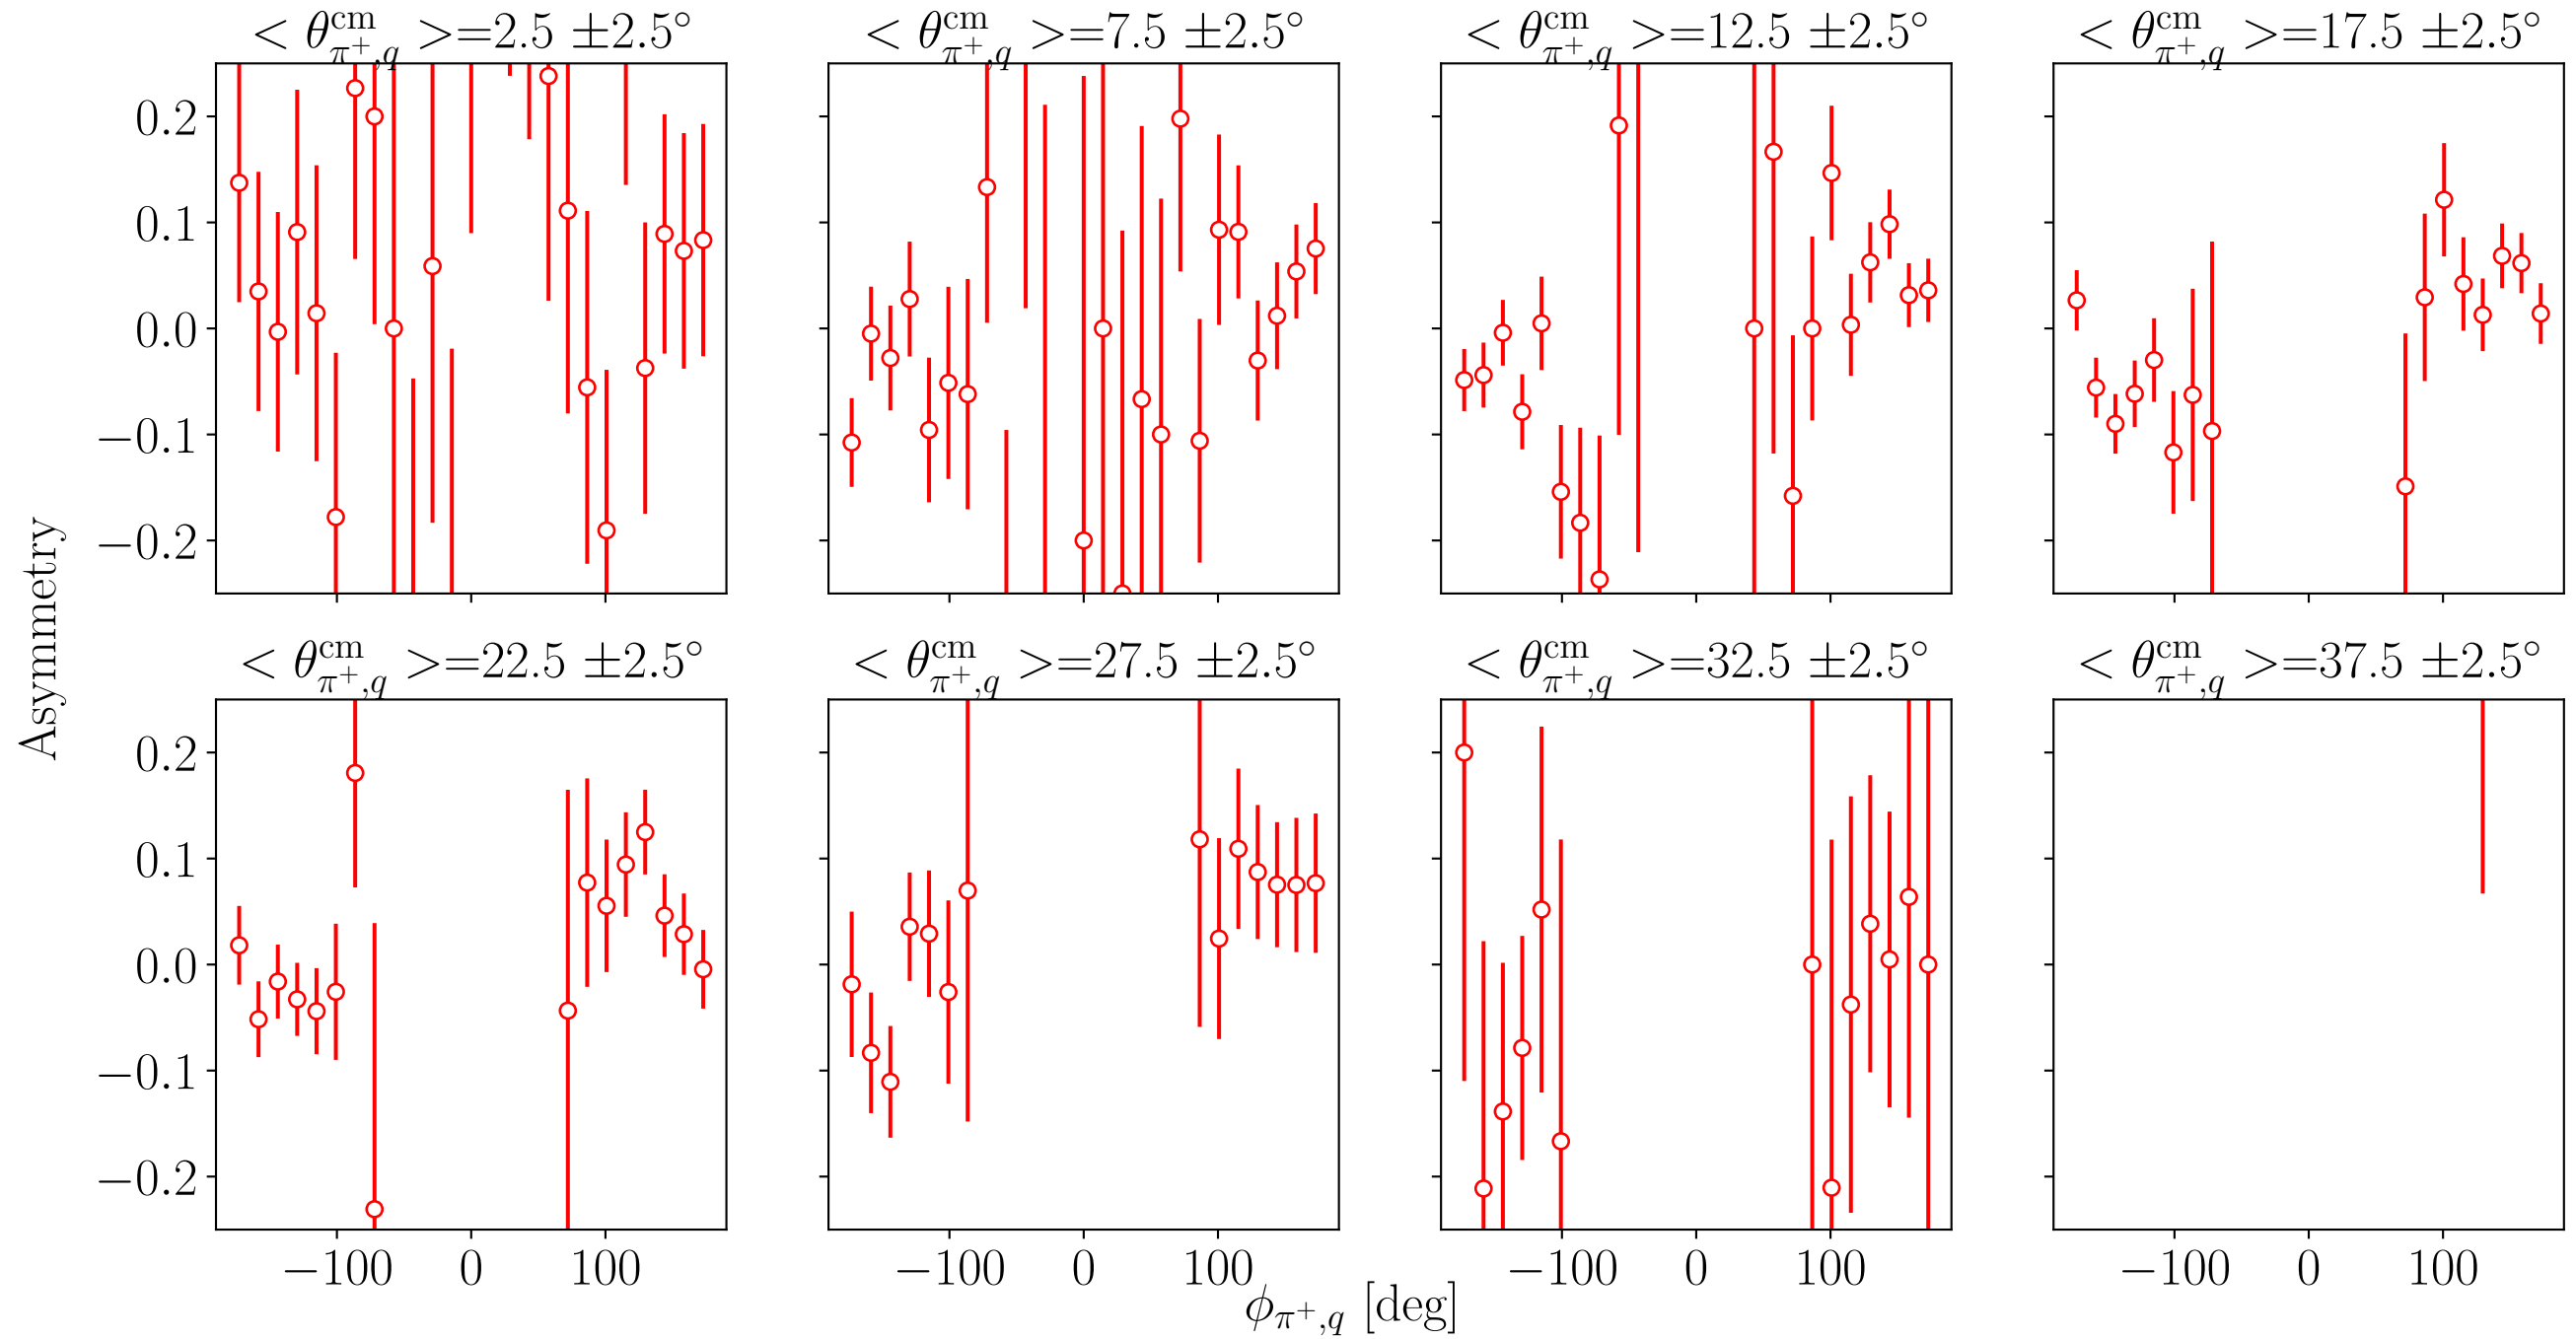 < θ^cm_π⁺,q >=2.5 ±2.5°
< θ^cm_π⁺,q >=7.5 ±2.5°
< θ^cm_π⁺,q >=12.5 ±2.5°
< θ^cm_π⁺,q >=17.5 ±2.5°
0.2
0.1
0.0
−0.1
−0.2
Asymmetry
< θ^cm_π⁺,q >=22.5 ±2.5°
< θ^cm_π⁺,q >=27.5 ±2.5°
< θ^cm_π⁺,q >=32.5 ±2.5°
< θ^cm_π⁺,q >=37.5 ±2.5°
0.2
0.1
0.0
−0.1
−0.2
−100 0 100
−100 0 100
−100 0 100
−100 0 100
ϕ_π⁺,q [deg]